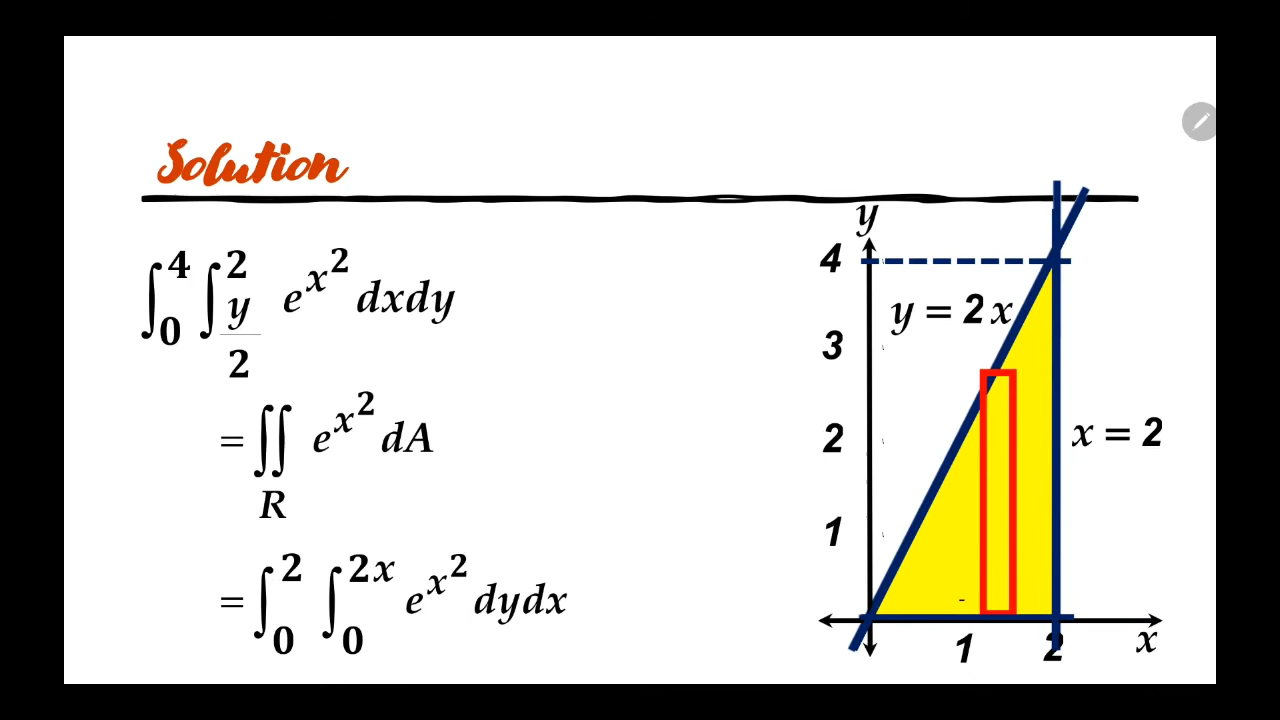 Solution
∫₀⁴ ∫_{y/2}² e^{x²} dxdy
= ∬_R e^{x²} dA
= ∫₀² ∫₀^{2x} e^{x²} dydx
y
4
y = 2x
3
2
x = 2
1
1 2 x